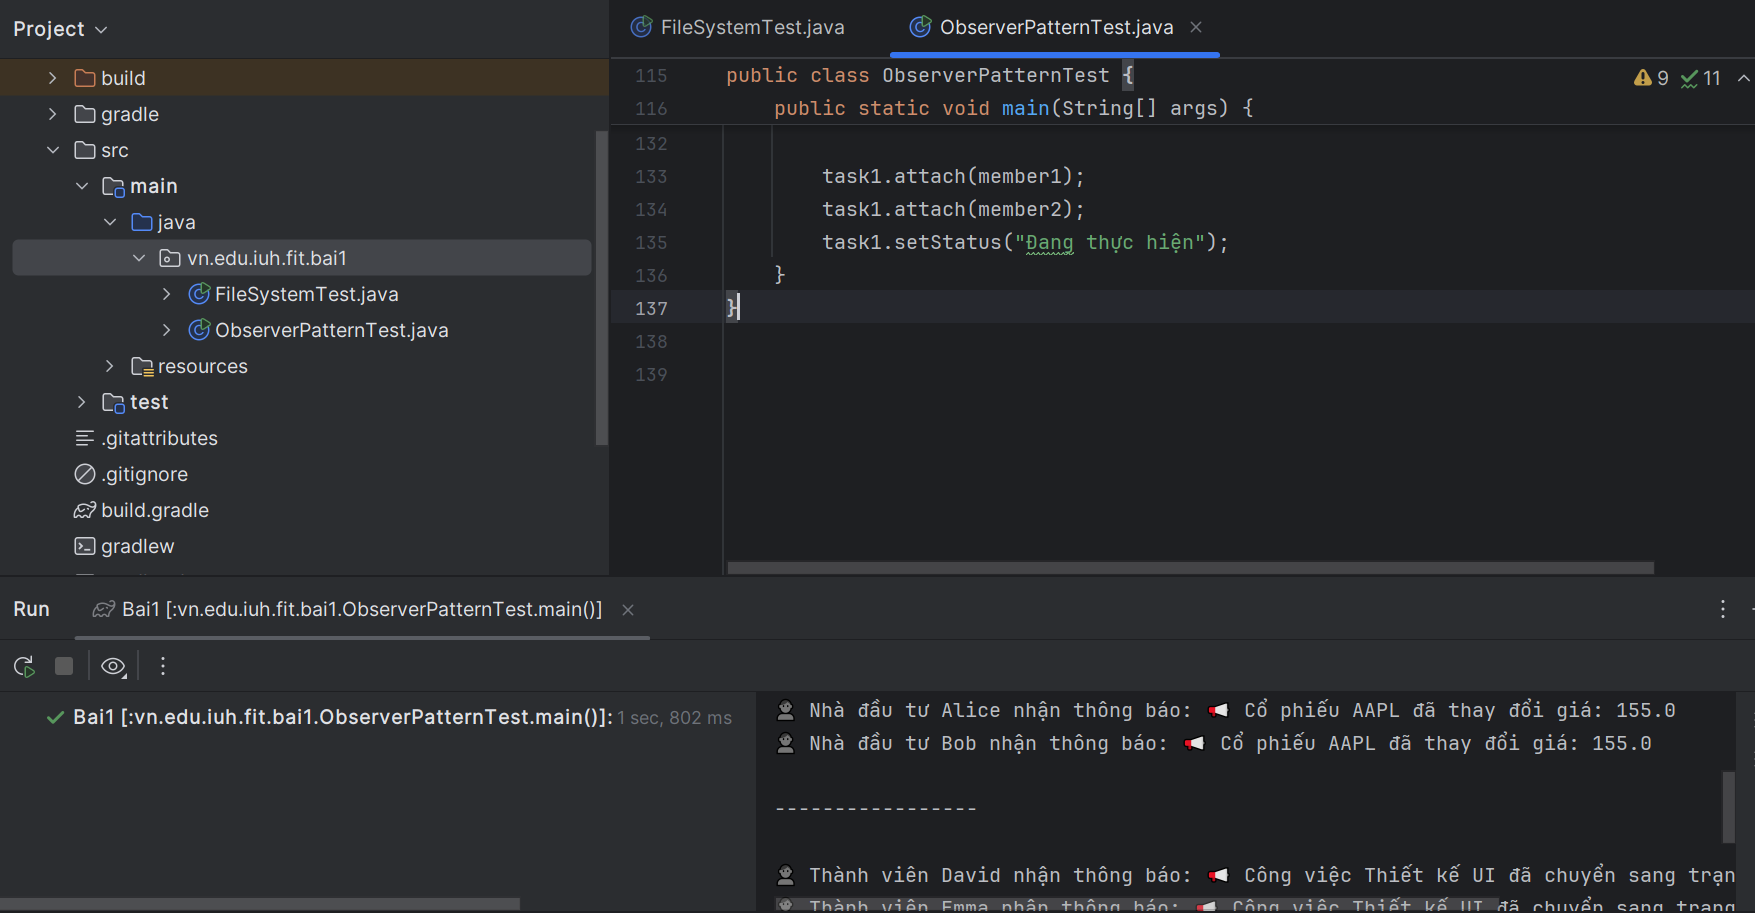 Project
build
gradle
src
main
java
vn.edu.iuh.fit.bai1
FileSystemTest.java
ObserverPatternTest.java
resources
test
.gitattributes
.gitignore
build.gradle
gradlew
FileSystemTest.java
ObserverPatternTest.java
9 11
115 public class ObserverPatternTest {
116 public static void main(String[] args) {
132
133 task1.attach(member1);
134 task1.attach(member2);
135 task1.setStatus("Đang thực hiện");
136 }
137 }
138
139
Run
Bai1 [:vn.edu.iuh.fit.bai1.ObserverPatternTest.main()]
Bai1 [:vn.edu.iuh.fit.bai1.ObserverPatternTest.main()]: 1 sec, 802 ms
👤 Nhà đầu tư Alice nhận thông báo: 📢 Cổ phiếu AAPL đã thay đổi giá: 155.0
👤 Nhà đầu tư Bob nhận thông báo: 📢 Cổ phiếu AAPL đã thay đổi giá: 155.0
-----------------
👤 Thành viên David nhận thông báo: 📢 Công việc Thiết kế UI đã chuyển sang trạn
👤 Thành viên Emma nhận thông báo: 📢 Công việc Thiết kế UI đã chuyển sang trạng